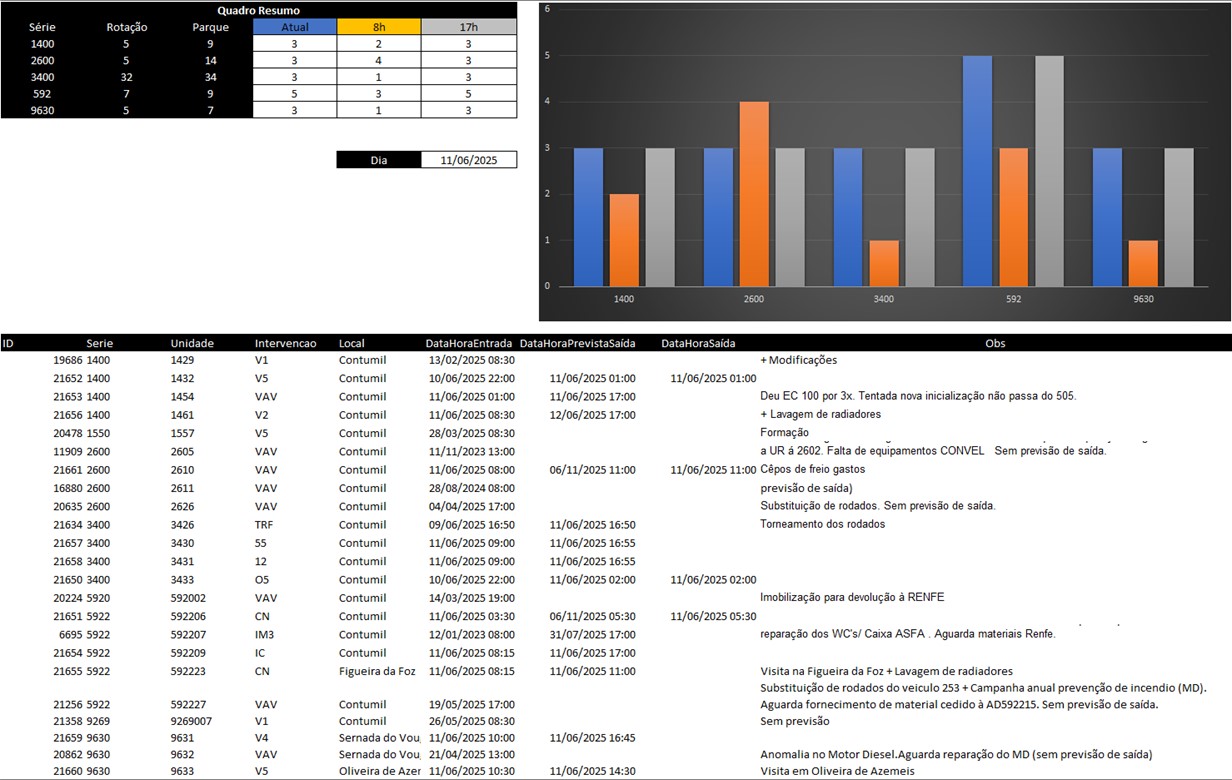 Quadro Resumo
Série Rotação Parque Atual 8h 17h
1400 5 9 3 2 3
2600 5 14 3 4 3
3400 32 34 3 1 3
592 7 9 5 3 5
9630 5 7 3 1 3
Dia 11/06/2025
6
5
4
3
2
1
0
1400 2600 3400 592 9630
ID Serie Unidade Intervencao Local DataHoraEntrada DataHoraPrevistaSaída DataHoraSaída Obs
19686 1400 1429 V1 Contumil 13/02/2025 08:30 + Modificações
21652 1400 1432 V5 Contumil 10/06/2025 22:00 11/06/2025 01:00 11/06/2025 01:00
21653 1400 1454 VAV Contumil 11/06/2025 01:00 11/06/2025 17:00 Deu EC 100 por 3x. Tentada nova inicialização não passa do 505.
21656 1400 1461 V2 Contumil 11/06/2025 08:30 12/06/2025 17:00 + Lavagem de radiadores
20478 1550 1557 V5 Contumil 28/03/2025 08:30 Formação
11909 2600 2605 VAV Contumil 11/11/2023 13:00 a UR á 2602. Falta de equipamentos CONVEL Sem previsão de saída.
21661 2600 2610 VAV Contumil 11/06/2025 08:00 06/11/2025 11:00 11/06/2025 11:00 Cêpos de freio gastos
16880 2600 2611 VAV Contumil 28/08/2024 08:00 previsão de saída)
20635 2600 2626 VAV Contumil 04/04/2025 17:00 Substituição de rodados. Sem previsão de saída.
21634 3400 3426 TRF Contumil 09/06/2025 16:50 11/06/2025 16:50 Torneamento dos rodados
21657 3400 3430 55 Contumil 11/06/2025 09:00 11/06/2025 16:55
21658 3400 3431 12 Contumil 11/06/2025 09:00 11/06/2025 16:55
21650 3400 3433 O5 Contumil 10/06/2025 22:00 11/06/2025 02:00 11/06/2025 02:00
20224 5920 592002 VAV Contumil 14/03/2025 19:00 Imobilização para devolução à RENFE
21651 5922 592206 CN Contumil 11/06/2025 03:30 06/11/2025 05:30 11/06/2025 05:30
6695 5922 592207 IM3 Contumil 12/01/2023 08:00 31/07/2025 17:00 reparação dos WC's/ Caixa ASFA . Aguarda materiais Renfe.
21654 5922 592209 IC Contumil 11/06/2025 08:15 11/06/2025 17:00
21655 5922 592223 CN Figueira da Foz 11/06/2025 08:15 11/06/2025 11:00 Visita na Figueira da Foz + Lavagem de radiadores
Substituição de rodados do veiculo 253 + Campanha anual prevenção de incendio (MD).
21256 5922 592227 VAV Contumil 19/05/2025 17:00 Aguarda fornecimento de material cedido à AD592215. Sem previsão de saída.
21358 9269 9269007 V1 Contumil 26/05/2025 08:30 Sem previsão
21659 9630 9631 V4 Sernada do Vou 11/06/2025 10:00 11/06/2025 16:45
20862 9630 9632 VAV Sernada do Vou 21/04/2025 13:00 Anomalia no Motor Diesel.Aguarda reparação do MD (sem previsão de saída)
21660 9630 9633 V5 Oliveira de Azer 11/06/2025 10:30 11/06/2025 14:30 Visita em Oliveira de Azemeis